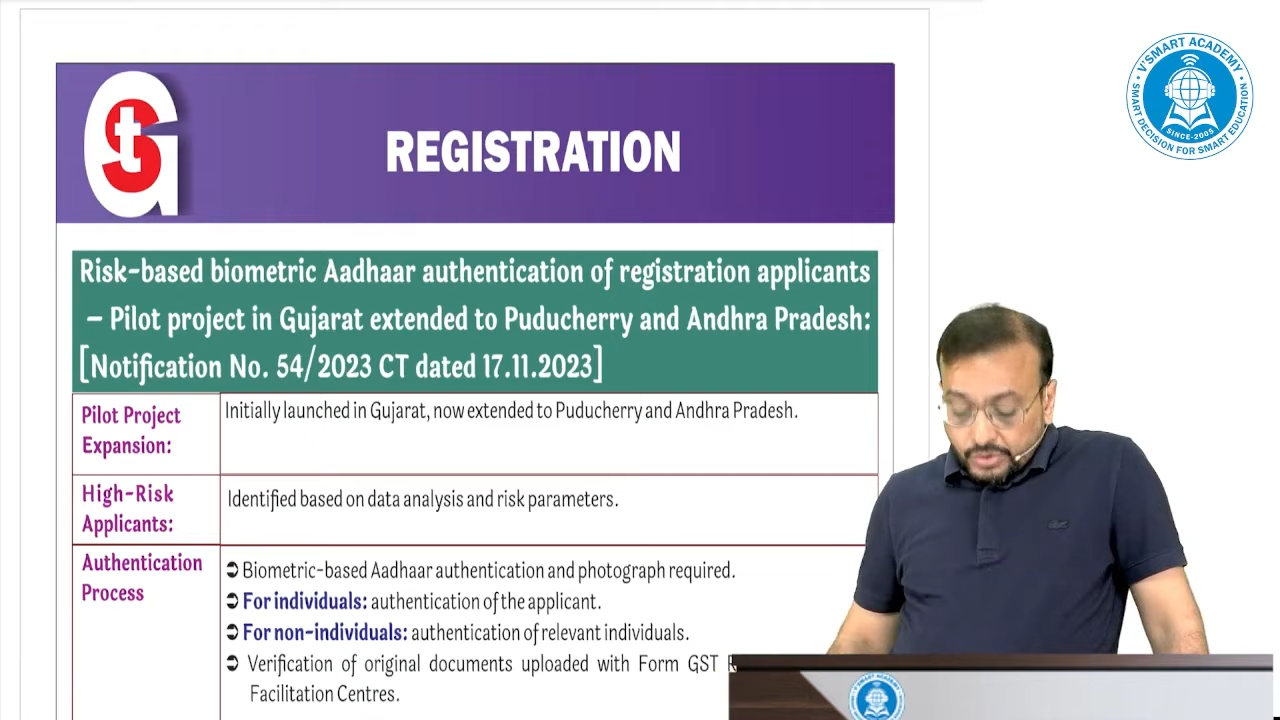 GSt
REGISTRATION
V'SMART ACADEMY
SMART DECISION FOR SMART EDUCATION
SINCE-2005
Risk-based biometric Aadhaar authentication of registration applicants
– Pilot project in Gujarat extended to Puducherry and Andhra Pradesh:
[Notification No. 54/2023 CT dated 17.11.2023]
Pilot Project
Expansion:
Initially launched in Gujarat, now extended to Puducherry and Andhra Pradesh.
High-Risk
Applicants:
Identified based on data analysis and risk parameters.
Authentication
Process
➲ Biometric-based Aadhaar authentication and photograph required.
➲ For individuals: authentication of the applicant.
➲ For non-individuals: authentication of relevant individuals.
➲ Verification of original documents uploaded with Form GST
Facilitation Centres.
V'SMART ACADEMY